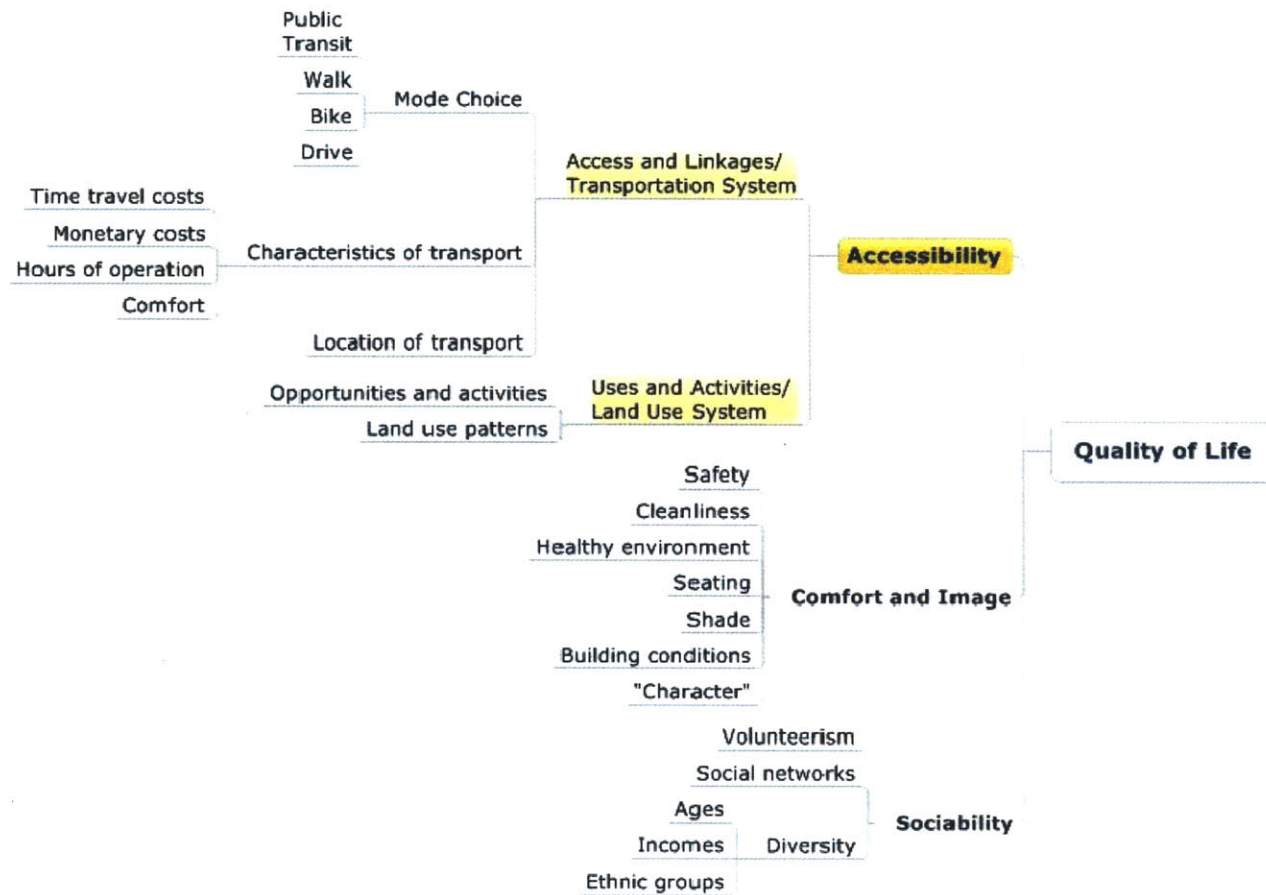 Public
Transit
Walk
Mode Choice
Bike
Drive
Access and Linkages/
Transportation System
Time travel costs
Monetary costs
Characteristics of transport
Accessibility
Hours of operation
Comfort
Location of transport
Opportunities and activities
Uses and Activities/
Land Use System
Land use patterns
Quality of Life
Safety
Cleanliness
Healthy environment
Seating
Comfort and Image
Shade
Building conditions
"Character"
Volunteerism
Social networks
Ages
Sociability
Incomes
Diversity
Ethnic groups